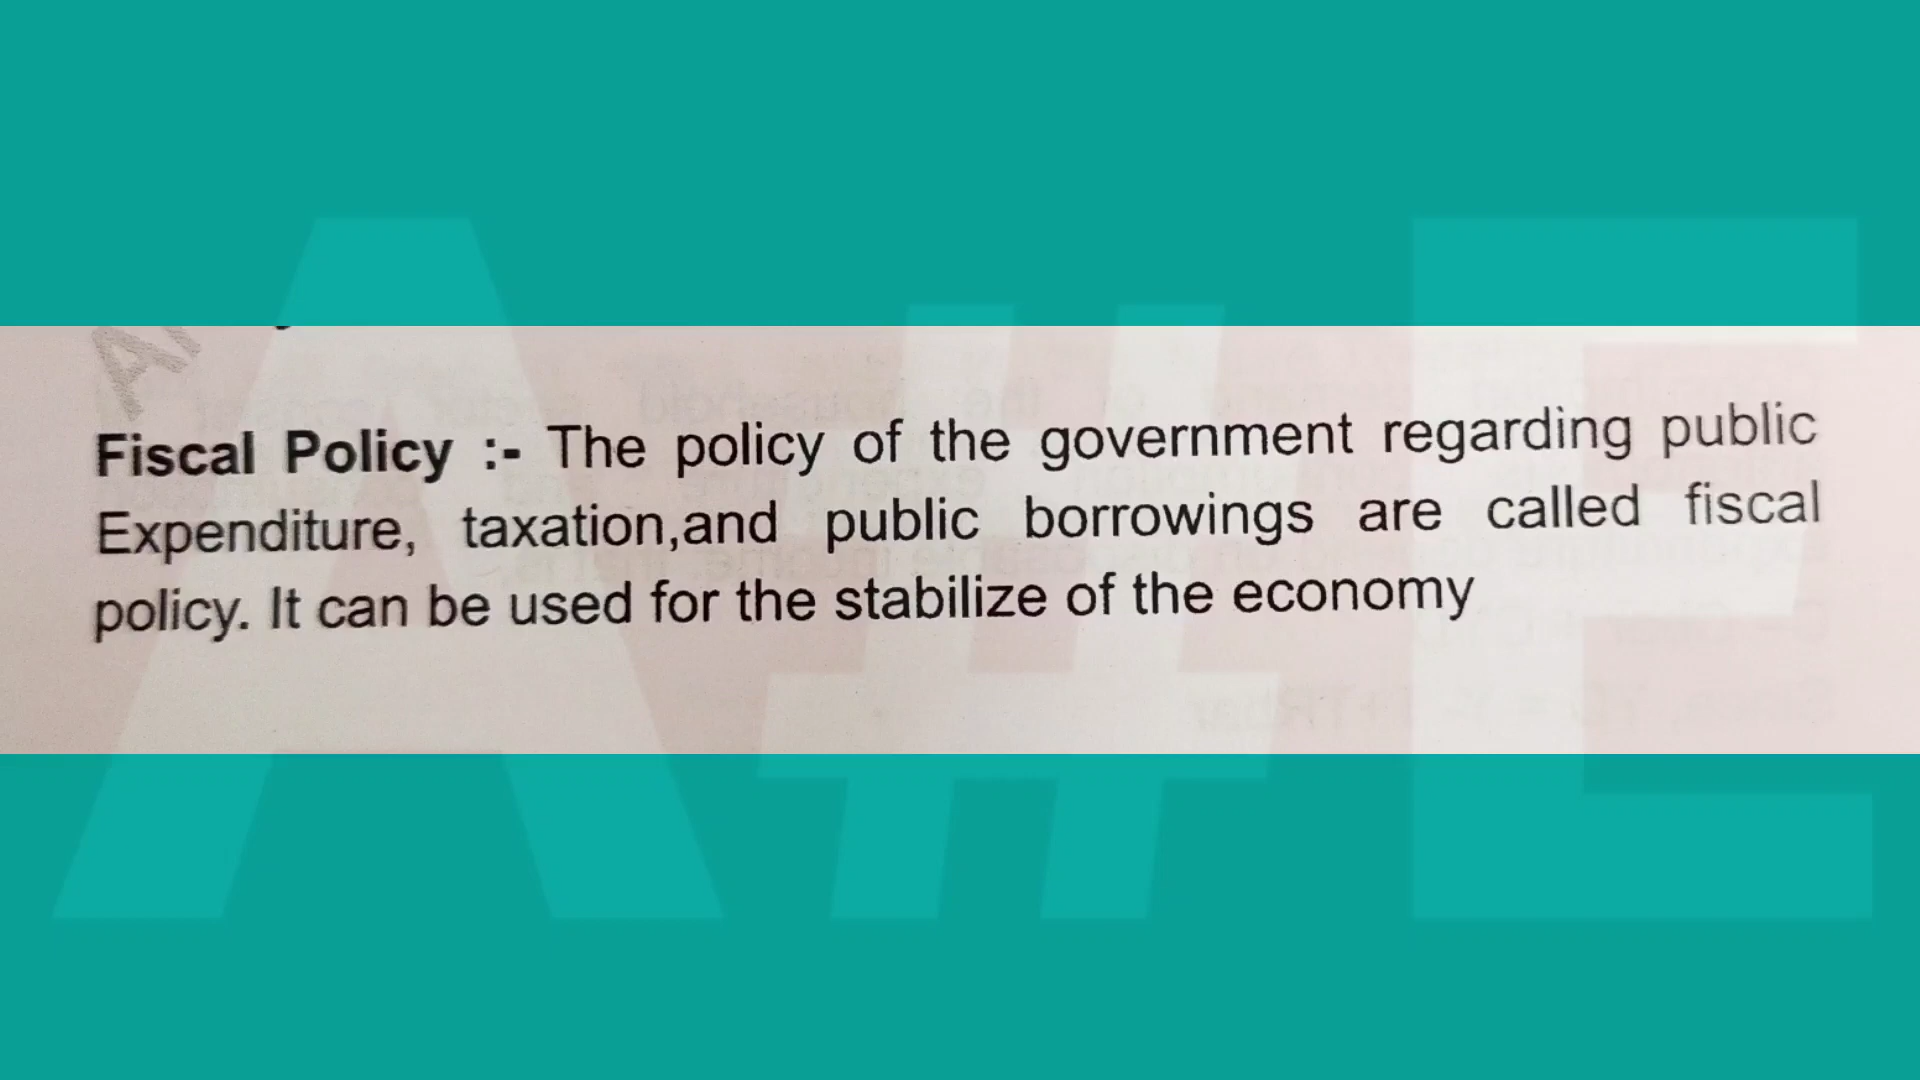 Fiscal Policy :- The policy of the government regarding public
Expenditure, taxation,and public borrowings are called fiscal
policy. It can be used for the stabilize of the economy
A#E